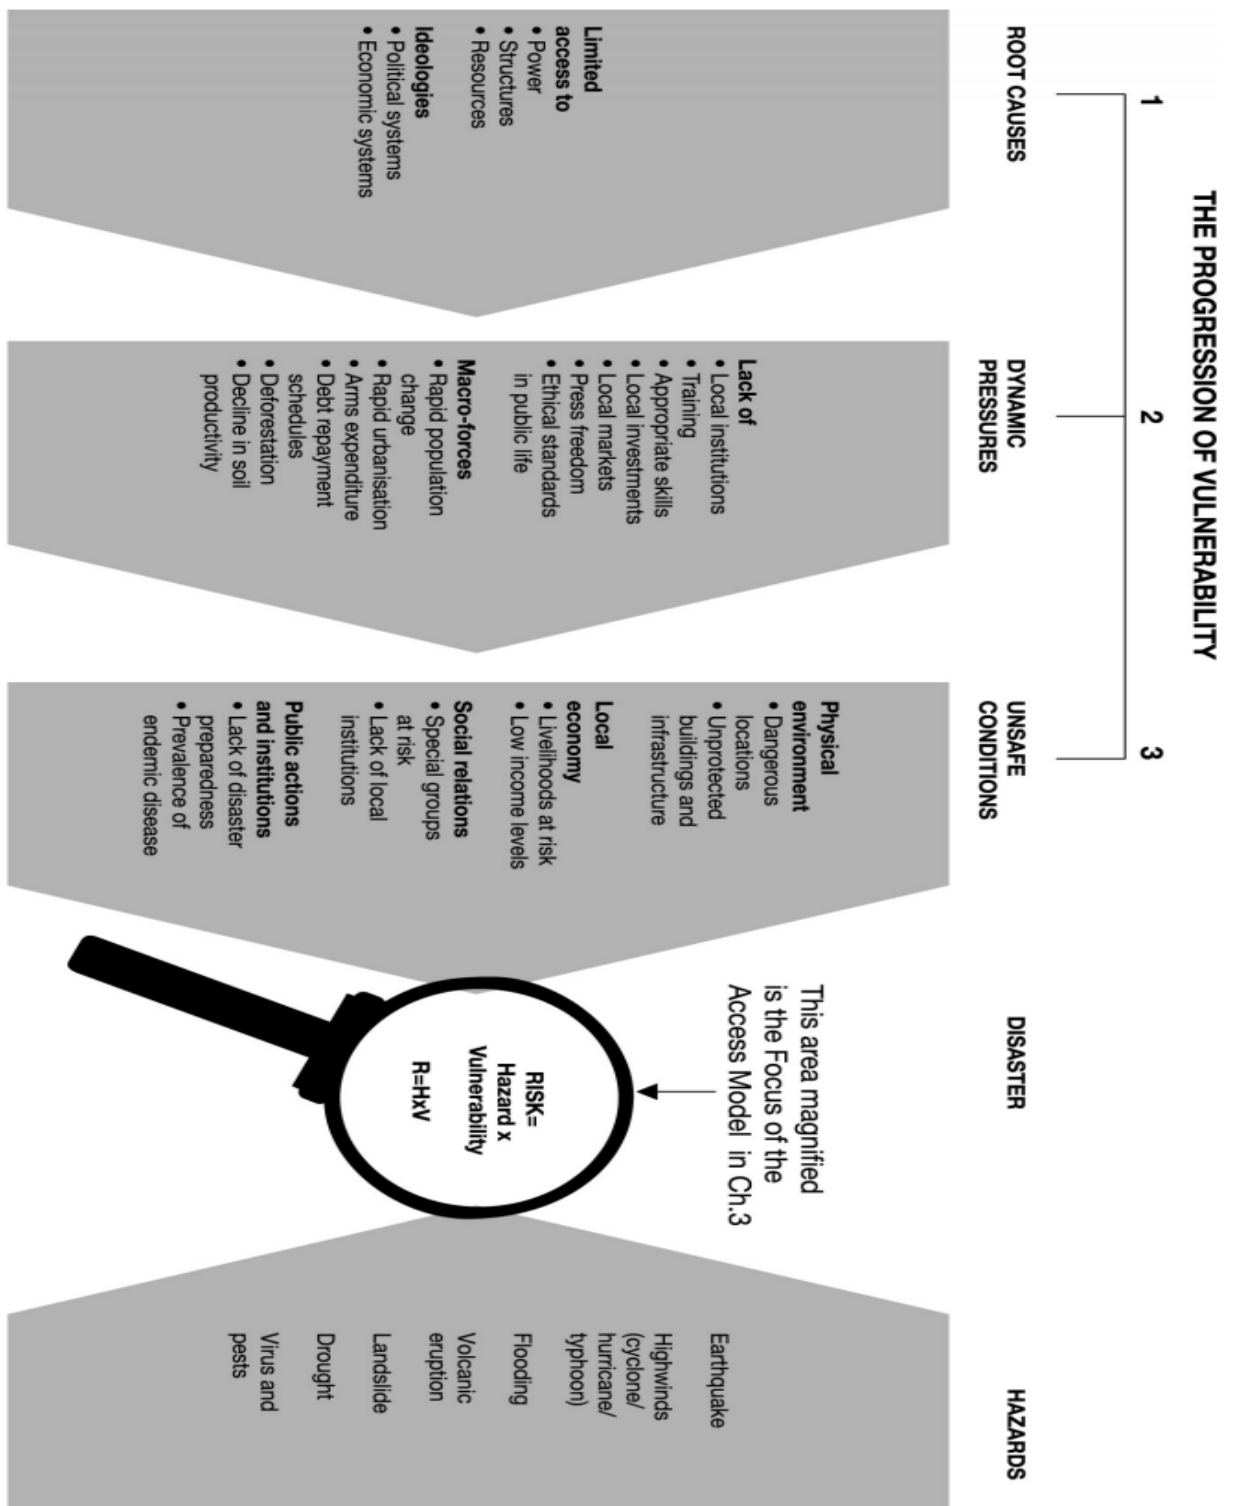 THE PROGRESSION OF VULNERABILITY
1
2
3
ROOT CAUSES
DYNAMIC
PRESSURES
UNSAFE
CONDITIONS
DISASTER
HAZARDS
Limited
access to
• Power
• Structures
• Resources
Ideologies
• Political systems
• Economic systems
Lack of
• Local institutions
• Training
• Appropriate skills
• Local investments
• Local markets
• Press freedom
• Ethical standards
in public life
Macro-forces
• Rapid population
change
• Rapid urbanisation
• Arms expenditure
• Debt repayment
schedules
• Deforestation
• Decline in soil
productivity
Physical
environment
• Dangerous
locations
• Unprotected
buildings and
infrastructure
Local
economy
• Livelihoods at risk
• Low income levels
Social relations
• Special groups
at risk
• Lack of local
institutions
Public actions
and institutions
• Lack of disaster
preparedness
• Prevalence of
endemic disease
This area magnified
is the Focus of the
Access Model in Ch.3
RISK=
Hazard x
Vulnerability
R=HxV
Earthquake
Highwinds
(cyclone/
hurricane/
typhoon)
Flooding
Volcanic
eruption
Landslide
Drought
Virus and
pests